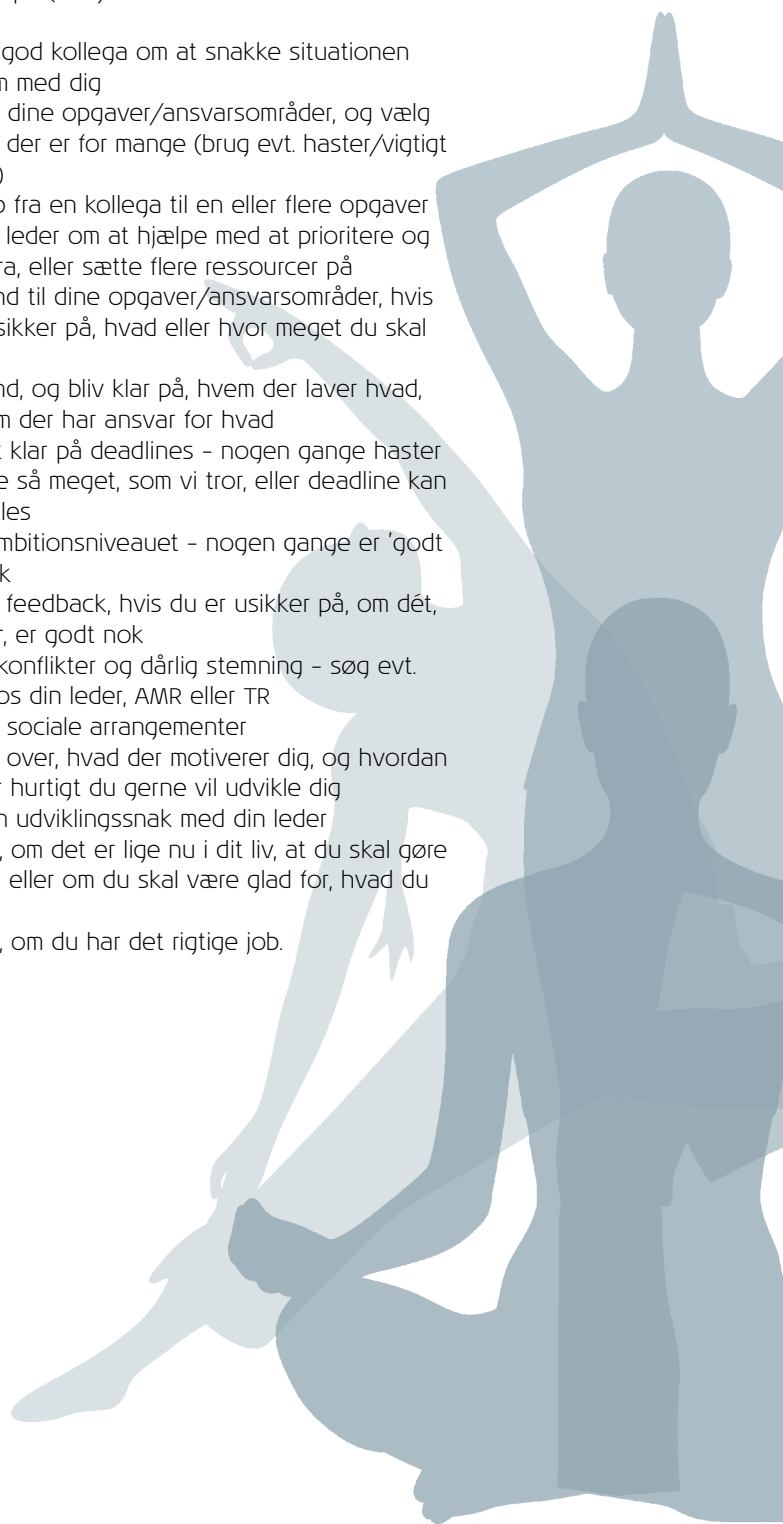 god kollega om at snakke situationen
med dig
dine opgaver/ansvarsområder, og vælg
der er for mange (brug evt. haster/vigtigt
)
fra en kollega til en eller flere opgaver
leder om at hjælpe med at prioritere og
eller sætte flere ressourcer på
til dine opgaver/ansvarsområder, hvis
på, hvad eller hvor meget du skal
og bliv klar på, hvem der laver hvad,
der har ansvar for hvad
klar på deadlines – nogen gange haster
så meget, som vi tror, eller deadline kan
– nogen gange er ’godt
feedback, hvis du er usikker på, om dét,
er godt nok
konflikter og dårlig stemning – søg evt.
din leder, AMR eller TR
sociale arrangementer
over, hvad der motiverer dig, og hvordan
hurtigt du gerne vil udvikle dig
udviklingssnak med din leder
om det er lige nu i dit liv, at du skal gøre
eller om du skal være glad for, hvad du
om du har det rigtige job.